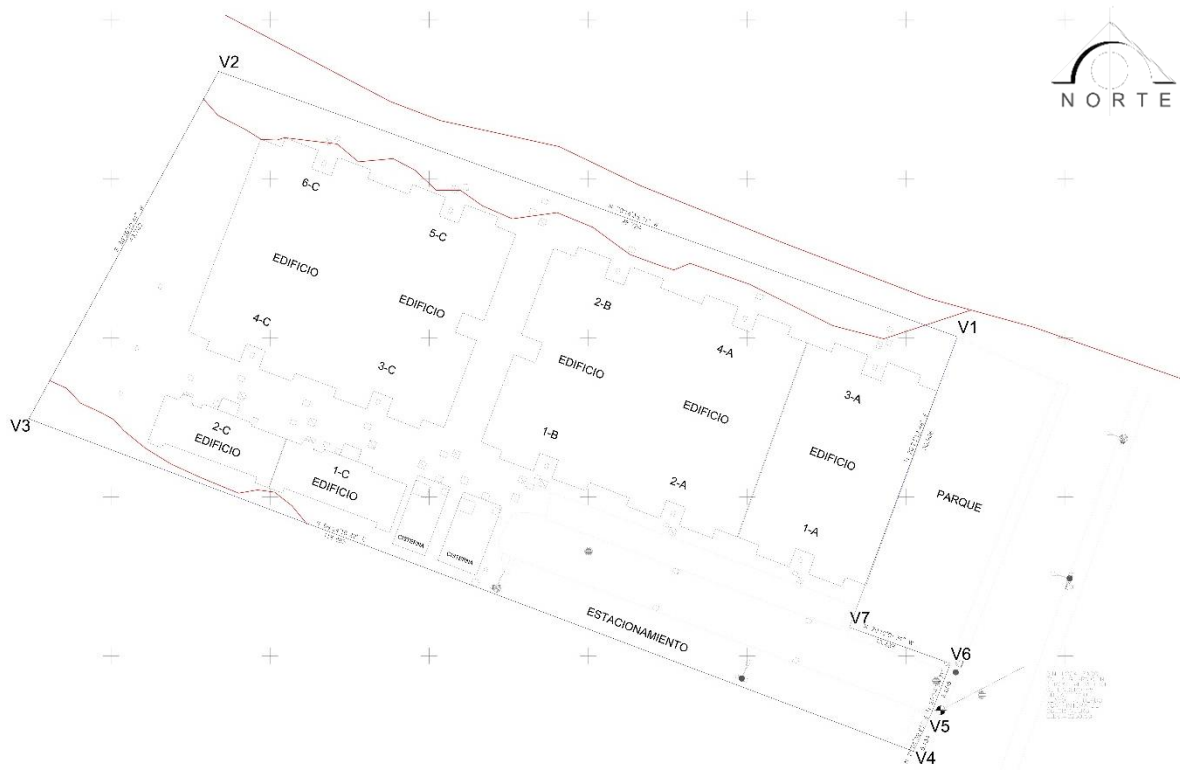 NORTE
V2
6-C
5-C
EDIFICIO
EDIFICIO
4-C
3-C
2-B
4-A
EDIFICIO
EDIFICIO
1-B
2-A
V1
3-A
EDIFICIO
1-A
PARQUE
V3
2-C
EDIFICIO
1-C
EDIFICIO
CISTERNA
CISTERNA
ESTACIONAMIENTO
V7
V6
V5
V4